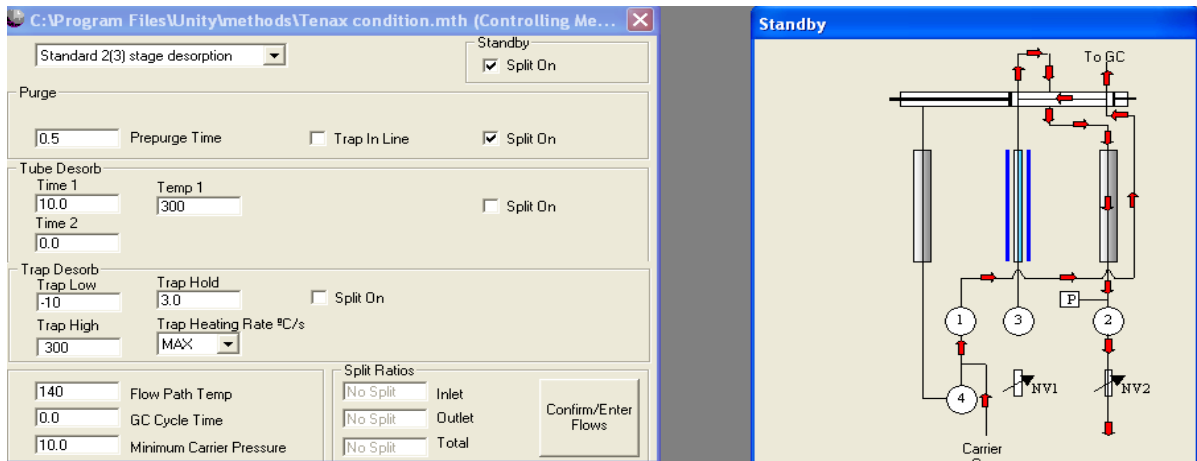 C:\Program Files\Unity\methods\Tenax condition.mth (Controlling Me...
Standard 2(3) stage desorption
Standby
Split On
Purge
0.5 Prepurge Time Trap In Line Split On
Tube Desorb
Time 1 Temp 1
10.0 300 Split On
Time 2
0.0
Trap Desorb
Trap Low Trap Hold
-10 3.0 Split On
Trap High Trap Heating Rate ºC/s
300 MAX
Split Ratios
140 Flow Path Temp No Split Inlet
0.0 GC Cycle Time No Split Outlet
10.0 Minimum Carrier Pressure No Split Total
Confirm/Enter
Flows
Standby
To GC
P
1 3 2
NV1 NV2
4
Carrier